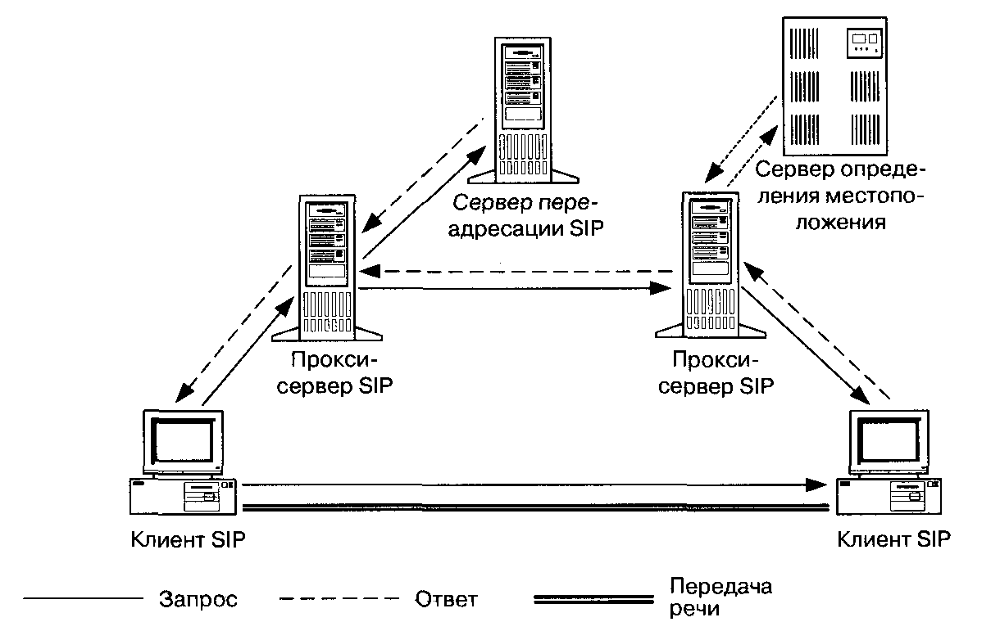 Сервер пере-
адресации SIP
Сервер опреде-
ления местопо-
ложения
Прокси-
сервер SIP
Прокси-
сервер SIP
Клиент SIP
Клиент SIP
Запрос
Ответ
Передача
речи